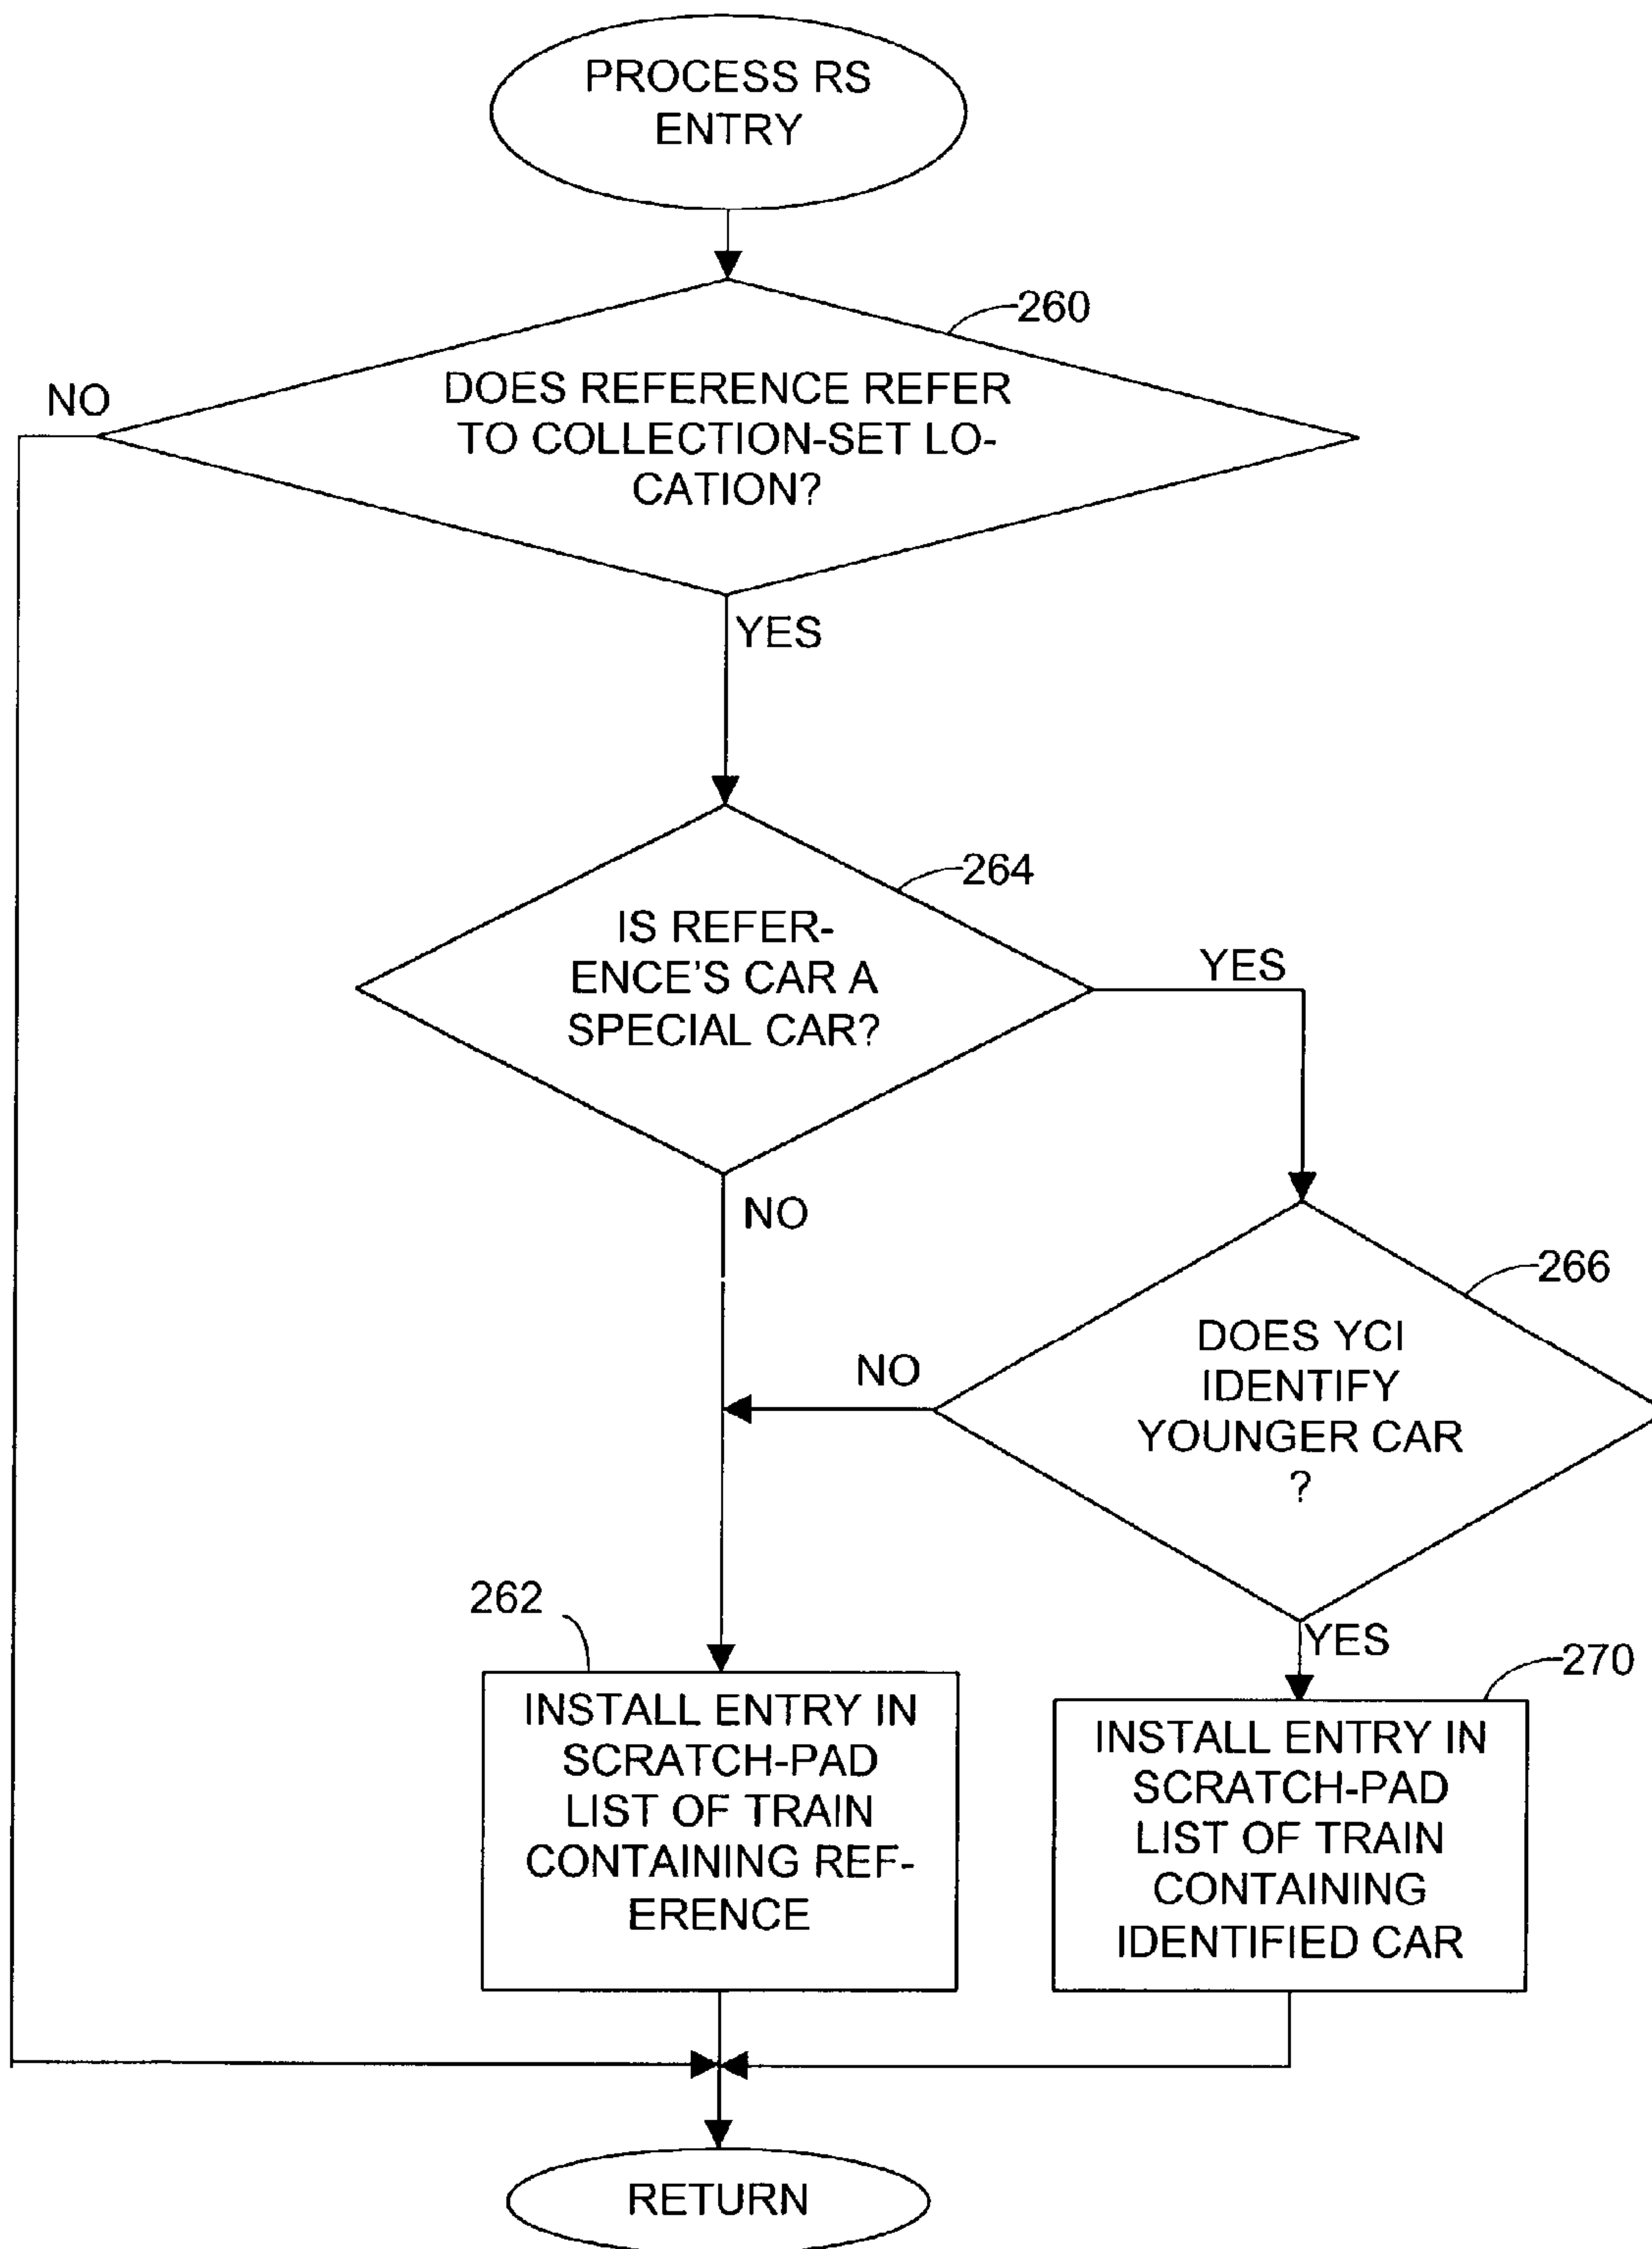 PROCESS RS
ENTRY
260
DOES REFERENCE REFER
TO COLLECTION-SET LO-
CATION?
NO
YES
264
IS REFER-
ENCE'S CAR A
SPECIAL CAR?
YES
NO
266
DOES YCI
IDENTIFY
YOUNGER CAR
?
NO
YES
262
INSTALL ENTRY IN
SCRATCH-PAD
LIST OF TRAIN
CONTAINING REF-
ERENCE
270
INSTALL ENTRY IN
SCRATCH-PAD
LIST OF TRAIN
CONTAINING
IDENTIFIED CAR
RETURN